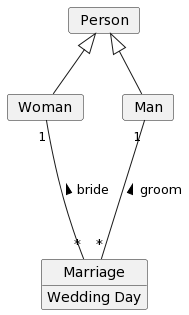 Person
Woman
Man
1
1
bride
groom
*
*
Marriage
Wedding Day